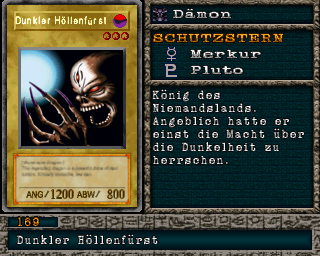 Dunkler Höllenfürst
ANG/1200 ABW/ 800
Dämon
SCHUTZSTERN
Merkur
Pluto
König des
Niemandslands.
Angeblich hatte er
einst die Macht über
die Dunkelheit zu
herrschen.
169
Dunkler Höllenfürst